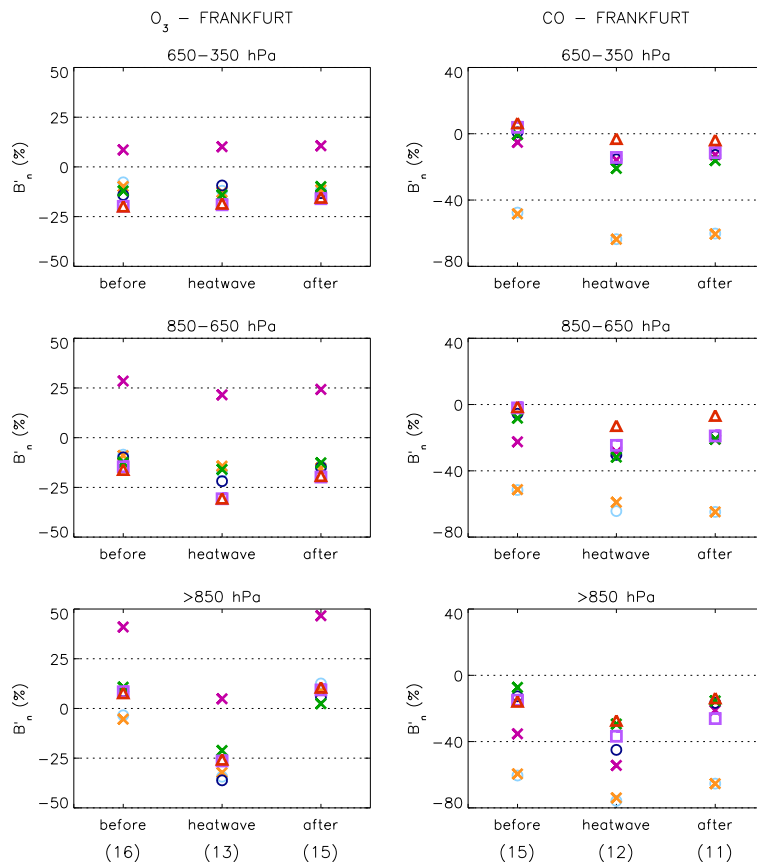 O3 – FRANKFURT
CO – FRANKFURT
650–350 hPa
650–350 hPa
50
25
0
−25
−50
B'n (%)
before heatwave after
40
0
−40
−80
B'n (%)
before heatwave after
850–650 hPa
850–650 hPa
50
25
0
−25
−50
B'n (%)
before heatwave after
40
0
−40
−80
B'n (%)
before heatwave after
>850 hPa
>850 hPa
50
25
0
−25
−50
B'n (%)
before heatwave after
(16) (13) (15)
40
0
−40
−80
B'n (%)
before heatwave after
(15) (12) (11)